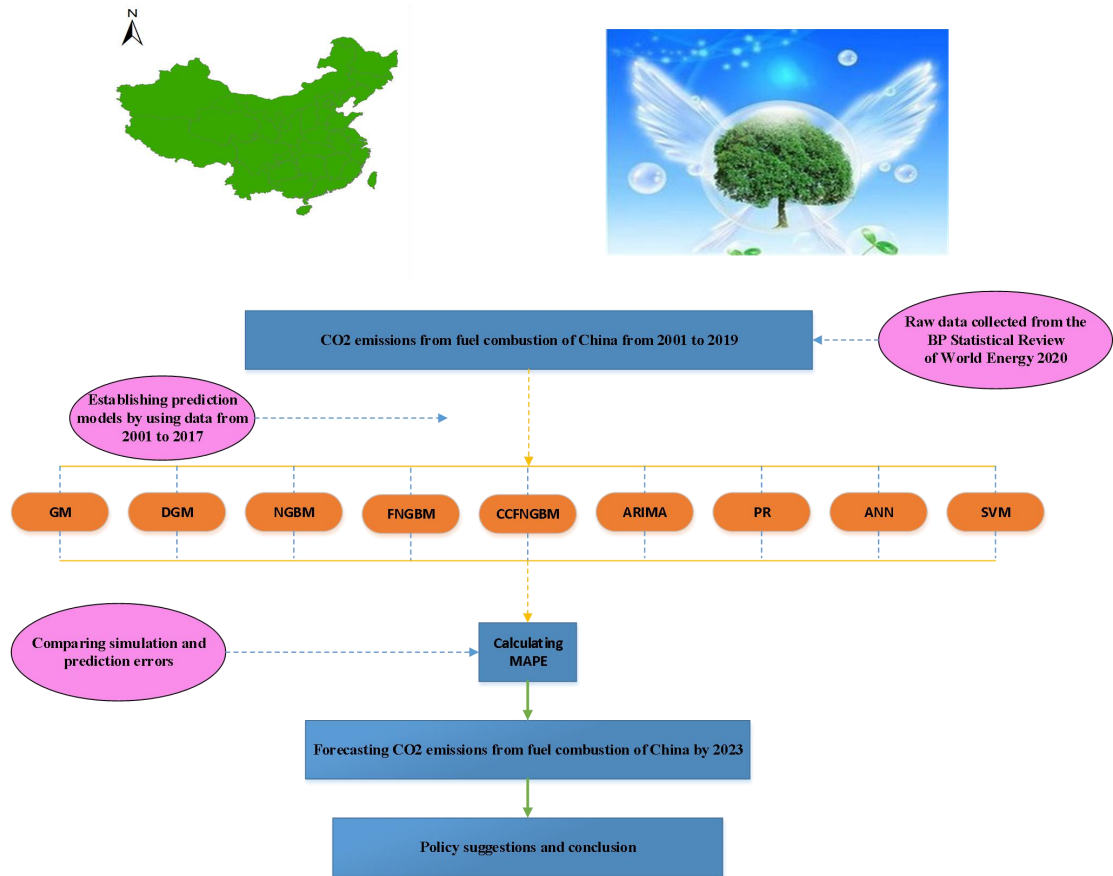 N
CO2 emissions from fuel combustion of China from 2001 to 2019
Raw data collected from the
BP Statistical Review
of World Energy 2020
Establishing prediction
models by using data from
2001 to 2017
GM
DGM
NGBM
FNGBM
CCFNGBM
ARIMA
PR
ANN
SVM
Comparing simulation and
prediction errors
Calculating
MAPE
Forecasting CO2 emissions from fuel combustion of China by 2023
Policy suggestions and conclusion